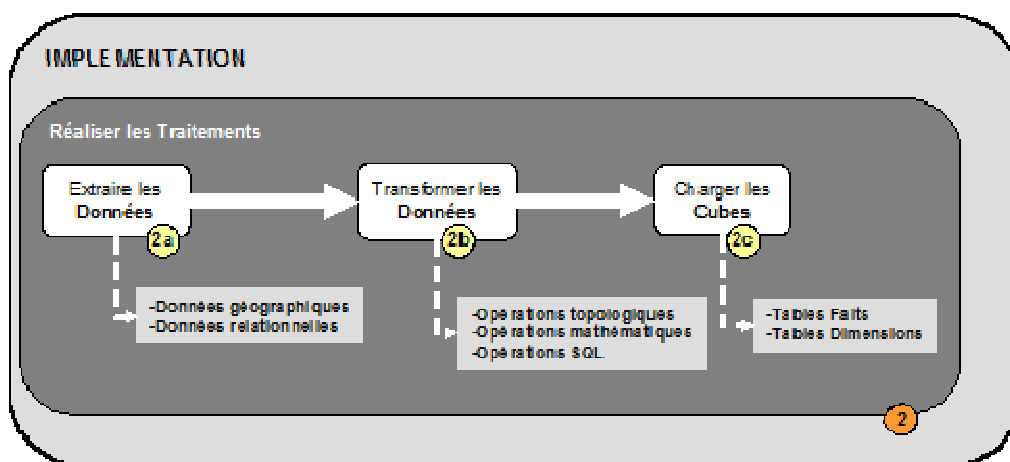 IMPLEMENTATION
Réaliser les Traitements
Extraire les
Données
2a
Transformer les
Données
2b
Charger les
Cubes
2c
-Données géographiques
-Données relationnelles
-Opérations topologiques
-Opérations mathématiques
-Opérations SQL
-Tables Faits
-Tables Dimensions
2